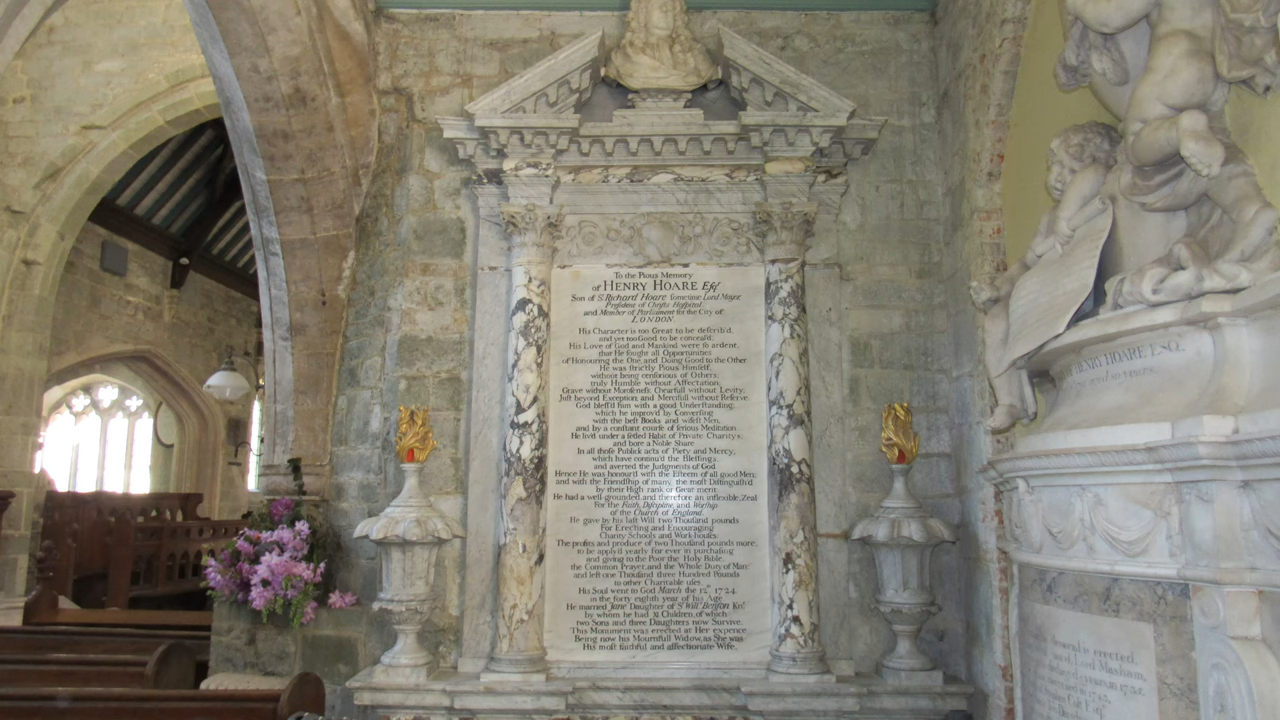 To the Pious Memory
of HENRY HOARE Esqr
Son of Sr. Richard Hoare sometime Lord Mayor,
President of Christs Hospital
and Member of Parliament for the City of
LONDON
His Character is too Great to be describ'd,
and yet too Good to be conceal'd.
His Love of God and Mankind were so ardent,
that He sought all Opportunities
of Honouring the One, and Doing Good to the Other
He was strictly Pious Himself,
without being censorious of Others;
truly Humble without Affectation;
Grave without Moroseness; Chearfull without Levity;
Just beyond Exception and Mercifull without Reserve.
God bless'd him with a good Understanding;
which he improv'd by Conversing
with the best Books and wisest Men,
and by a constant course of serious Meditation
He liv'd under a setled Habit of Private Charitys,
and bore a Noble Share
In all those Publick acts of Piety and Mercy,
which have continu'd the Blessings,
and averted the Judgments of God
Hence He was honour'd with the Esteem of all good Men;
and with the Friendship of many, the most Distinguish'd
by their High rank or Great merit
He had a well-grounded and therefore an inflexible Zeal
For the Faith, Discipline, and Worship
of the Church of England.
He gave by his last Will two Thousand pounds
For Erecting and Encouraging
Charity Schools and Work-houses.
The profits and produce of two Thousand pounds more,
to be apply'd yearly for ever in purchasing
and giving to the Poor the Holy Bible,
the Common Prayer, and the Whole Duty of Man:
and left one Thousand three Hundred Pounds
to other Charitable uses.
His Soul went to God March the 12th 1724.
in the forty eighth year of his Age.
He married Jane Daughter of Sr. Willm Benson Knt.
by whom he had XI Children, of which
two Sons and three Daughters now Survive.
This Monument was erected at Her expence
Being now his Mournfull Widow, as She was
His most faithful and affectionate Wife.
HENRY HOARE ESQ.
is erected,
Lord Masham,
years, in 1752.
Colt